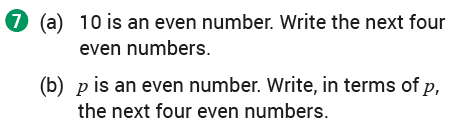 7 (a) 10 is an even number. Write the next four
even numbers.
(b) p is an even number. Write, in terms of p,
the next four even numbers.